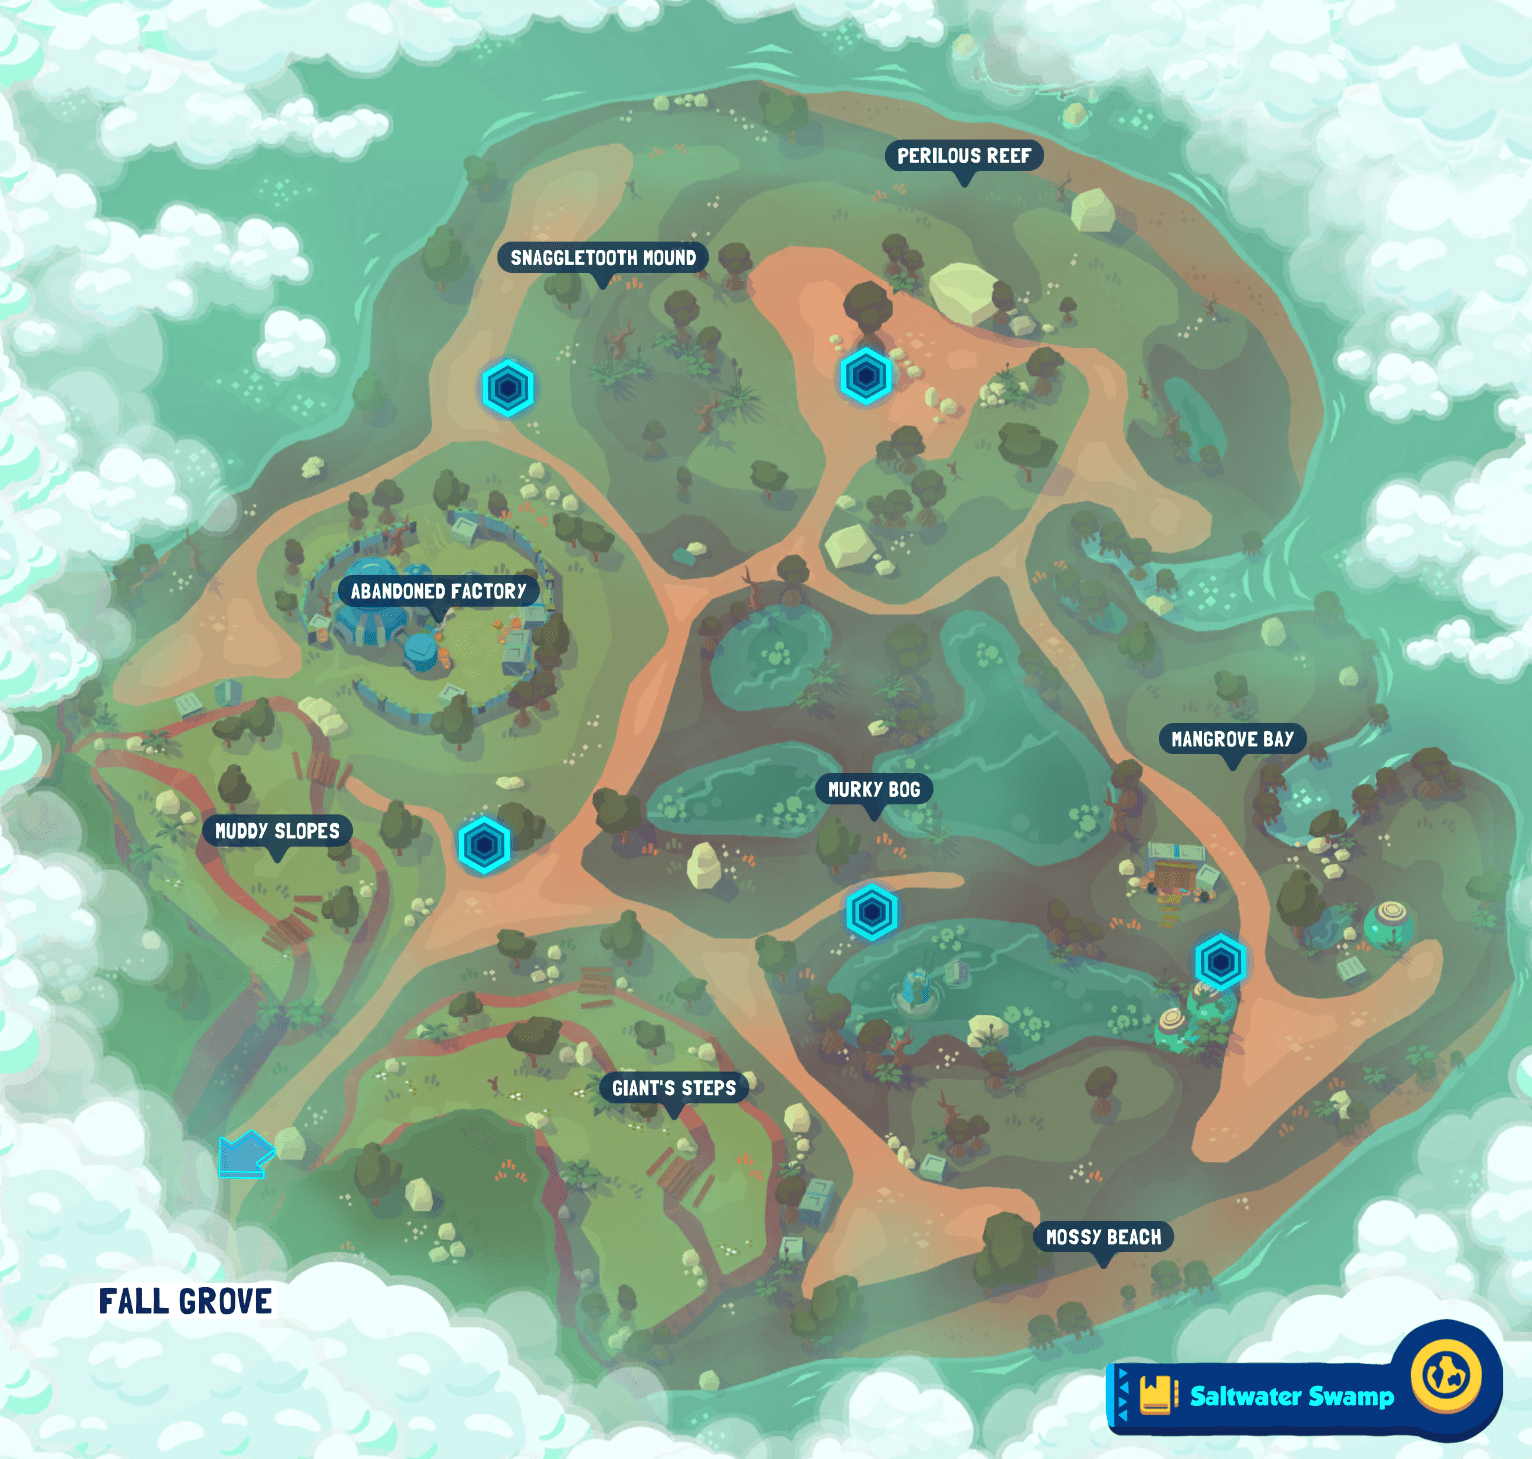 PERILOUS REEF
SNAGGLETOOTH MOUND
ABANDONED FACTORY
MANGROVE BAY
MURKY BOG
MUDDY SLOPES
GIANT'S STEPS
MOSSY BEACH
FALL GROVE
Saltwater Swamp